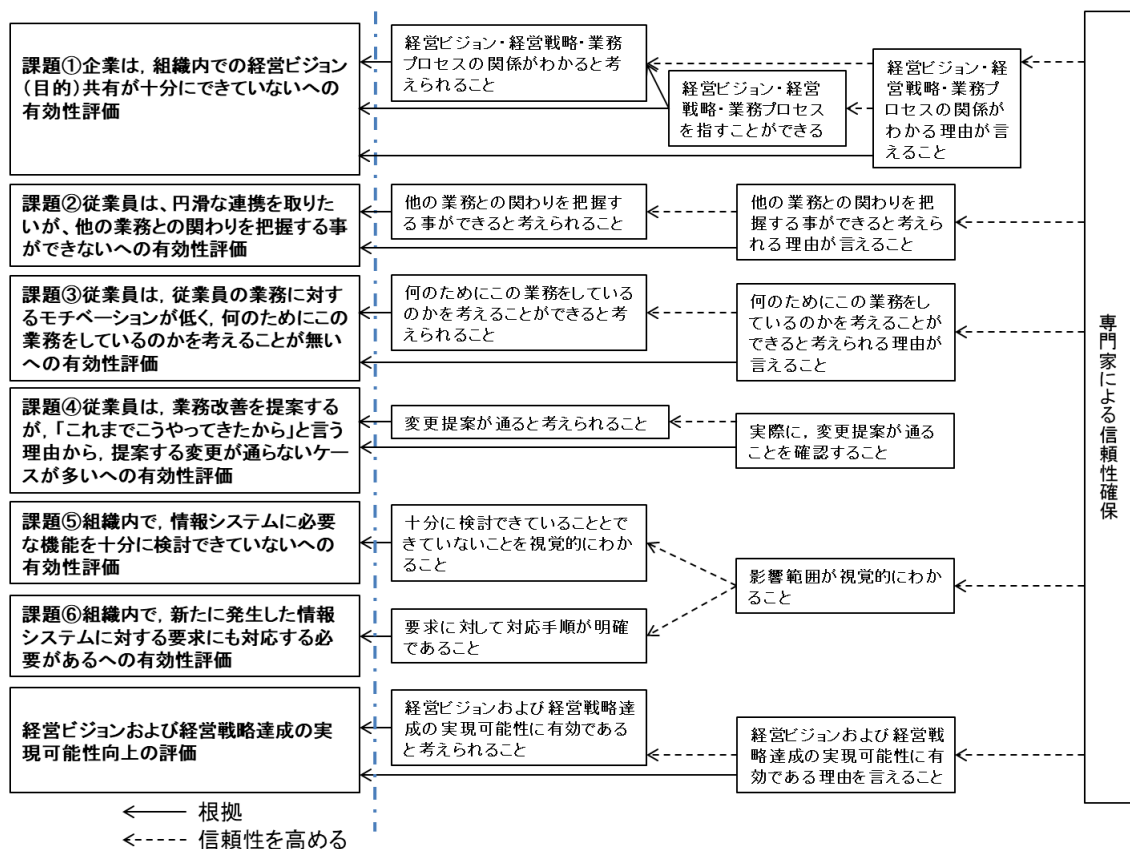 課題①企業は，組織内での経営ビジョン
（目的）共有が十分にできていないへの
有効性評価
経営ビジョン・経営戦略・業務
プロセスの関係がわかると考
えられること
経営ビジョン・経営
戦略・業務プロセス
を指すことができる
経営ビジョン・経
営戦略・業務プ
ロセスの関係が
わかる理由が言
えること
課題②従業員は、円滑な連携を取りた
いが、他の業務との関わりを把握する事
ができないへの有効性評価
他の業務との関わりを把握す
る事ができると考えられること
他の業務との関わりを把
握する事ができると考えら
れる理由が言えること
課題③従業員は，従業員の業務に対す
るモチベーションが低く，何のためにこの
業務をしているのかを考えることが無い
への有効性評価
何のためにこの業務をしている
のかを考えることができると考
えられること
何のためにこの業務をし
ているのかを考えることが
できると考えられる理由が
言えること
課題④従業員は，業務改善を提案する
が，「これまでこうやってきたから」と言う
理由から，提案する変更が通らないケー
スが多いへの有効性評価
変更提案が通ると考えられること
実際に，変更提案が通る
ことを確認すること
課題⑤組織内で，情報システムに必要
な機能を十分に検討できていないへの
有効性評価
十分に検討できていることとで
きていないことを視覚的にわか
ること
影響範囲が視覚的にわか
ること
課題⑥組織内で，新たに発生した情報
システムに対する要求にも対応する必
要があるへの有効性評価
要求に対して対応手順が明確
であること
経営ビジョンおよび経営戦略達成の実
現可能性向上の評価
経営ビジョンおよび経営戦略達
成の実現可能性に有効である
と考えられること
経営ビジョンおよび経営戦
略達成の実現可能性に有
効である理由を言えること
専門家による信頼性確保
根拠
信頼性を高める